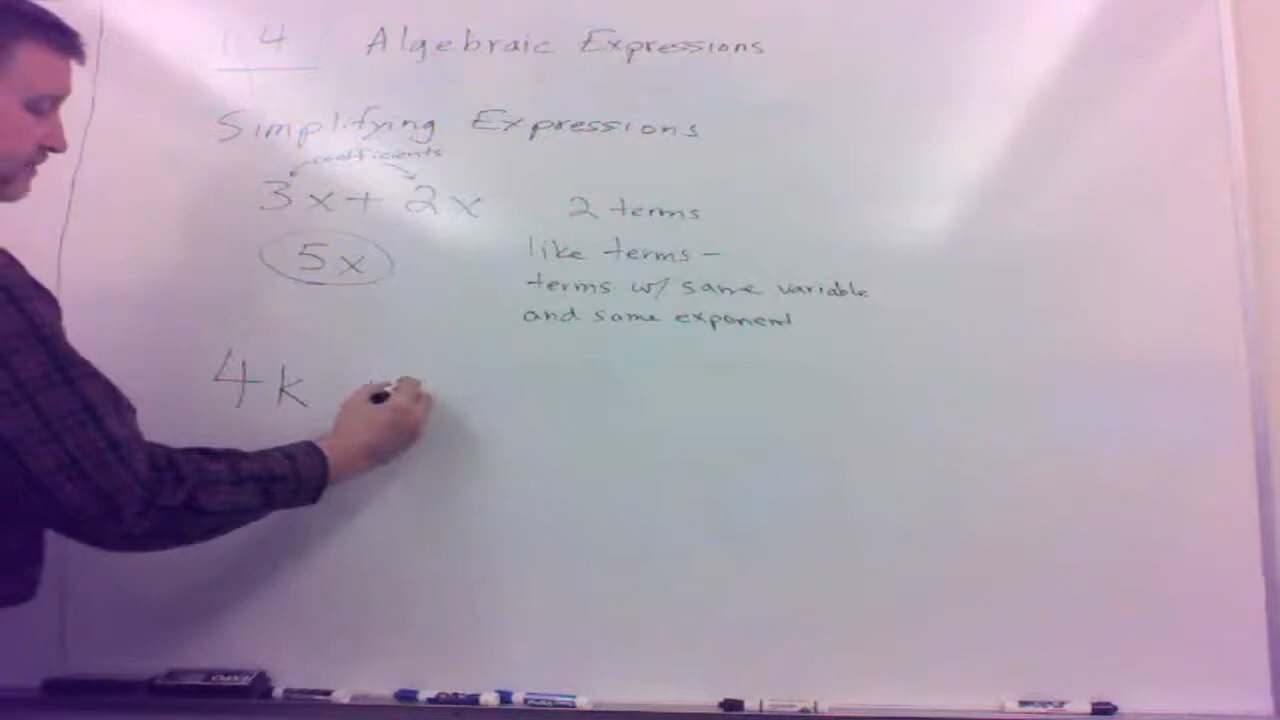 1.4 Algebraic Expressions
Simplifying Expressions
coefficients
3x + 2x 2 terms
5x
like terms -
terms w/ same variable
and same exponent
4k
EXPO